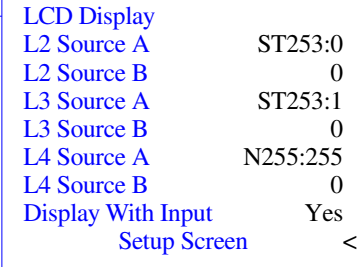 LCD Display
L2 Source A ST253:0
L2 Source B 0
L3 Source A ST253:1
L3 Source B 0
L4 Source A N255:255
L4 Source B 0
Display With Input Yes
Setup Screen <